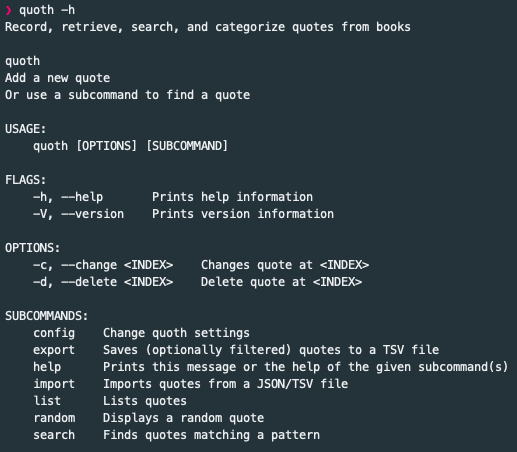 ❯ quoth -h
Record, retrieve, search, and categorize quotes from books

quoth
Add a new quote
Or use a subcommand to find a quote

USAGE:
    quoth [OPTIONS] [SUBCOMMAND]

FLAGS:
    -h, --help       Prints help information
    -V, --version    Prints version information

OPTIONS:
    -c, --change <INDEX>    Changes quote at <INDEX>
    -d, --delete <INDEX>    Delete quote at <INDEX>

SUBCOMMANDS:
    config    Change quoth settings
    export    Saves (optionally filtered) quotes to a TSV file
    help      Prints this message or the help of the given subcommand(s)
    import    Imports quotes from a JSON/TSV file
    list      Lists quotes
    random    Displays a random quote
    search    Finds quotes matching a pattern